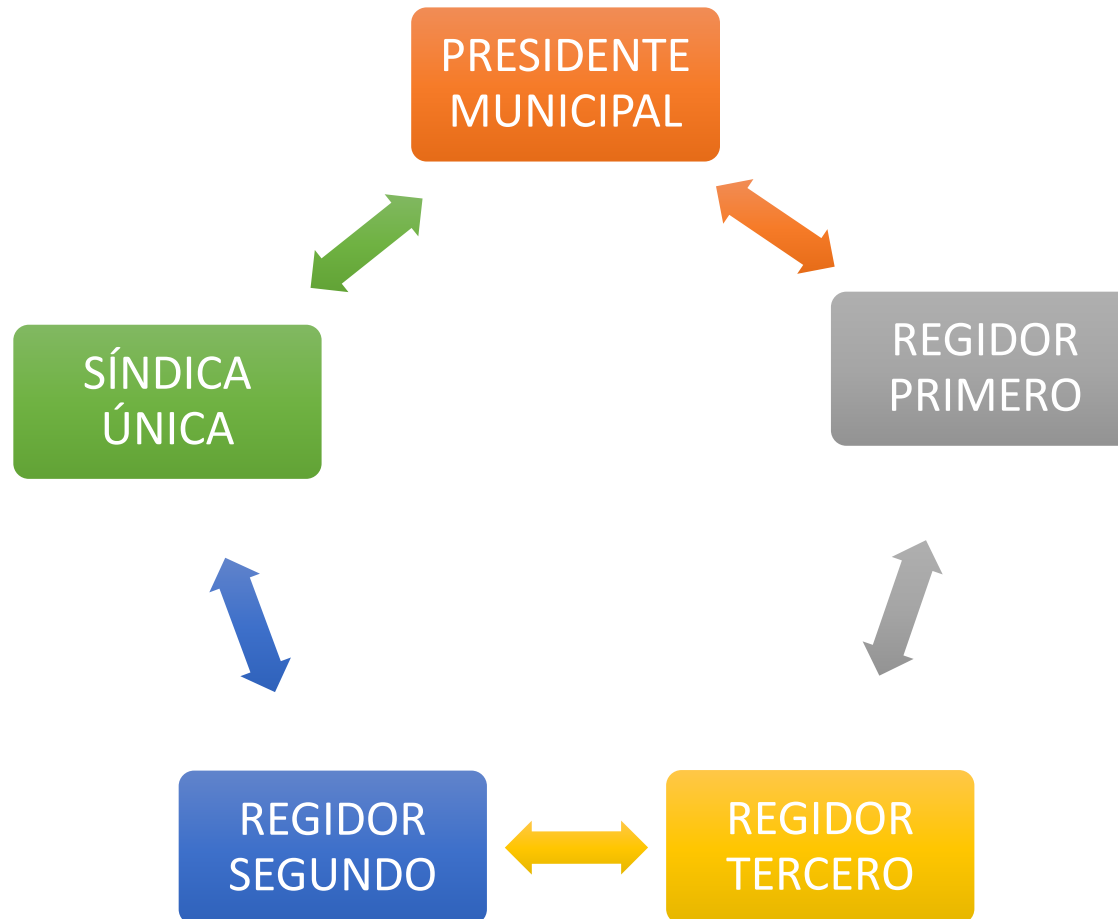 PRESIDENTE
MUNICIPAL
REGIDOR
PRIMERO
SÍNDICA
ÚNICA
REGIDOR
SEGUNDO
REGIDOR
TERCERO